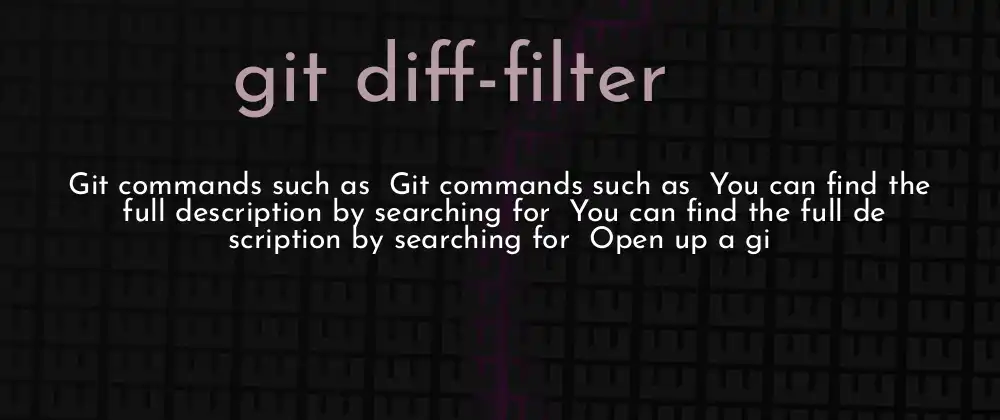 git diff-filter
Git commands such as  Git commands such as  You can find the
full description by searching for  You can find the full de
scription by searching for  Open up a gi